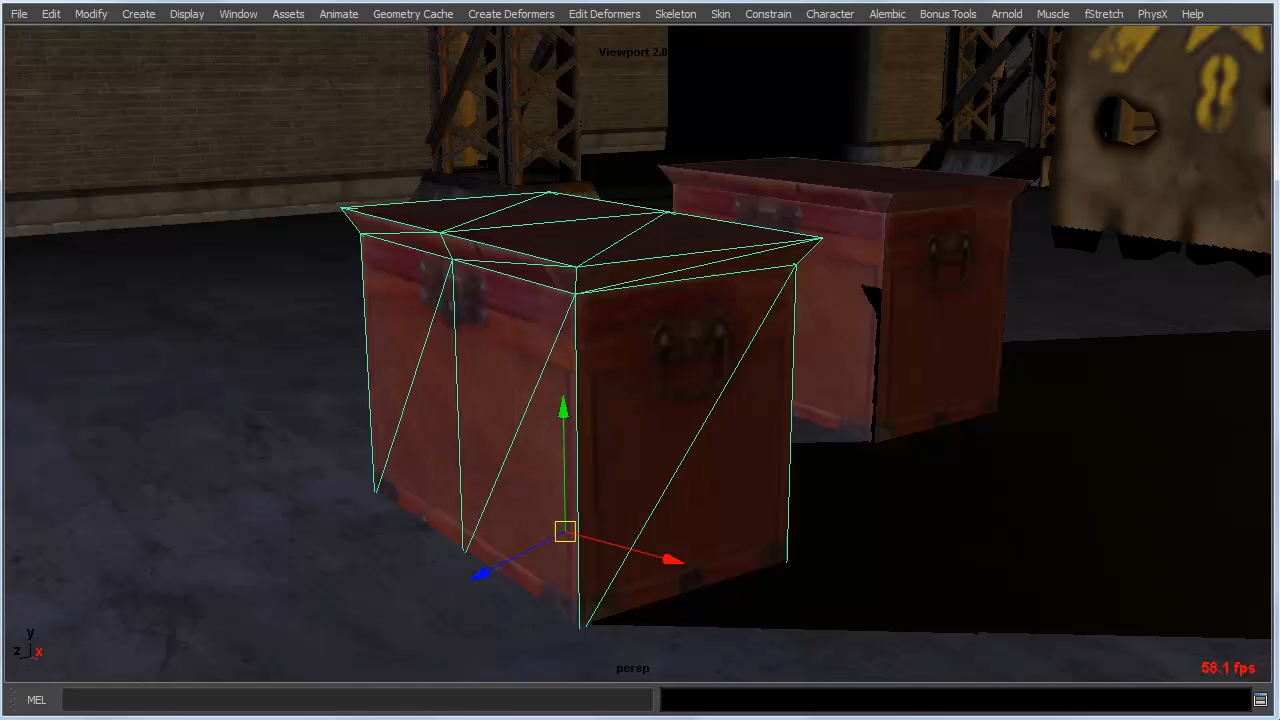 File Edit Modify Create Display Window Assets Animate Geometry Cache Create Deformers Edit Deformers Skeleton Skin Constrain Character Alembic Bonus Tools Arnold Muscle fStretch PhysX Help
Viewport 2.0
8
y
z x
persp
58.1 fps
MEL